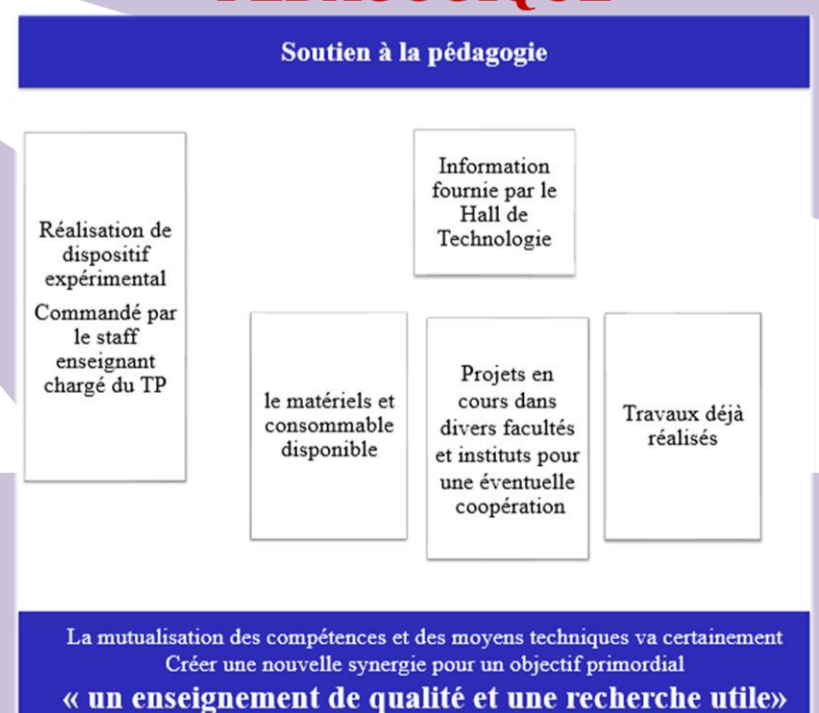 PÉDAGOGIQUE
Soutien à la pédagogie
Réalisation de
dispositif
expérimental
Commandé par
le staff
enseignant
chargé du TP
Information
fournie par le
Hall de
Technologie
le matériels et
consommable
disponible
Projets en
cours dans
divers facultés
et instituts pour
une éventuelle
coopération
Travaux déjà
réalisés
La mutualisation des compétences et des moyens techniques va certainement
Créer une nouvelle synergie pour un objectif primordial
« un enseignement de qualité et une recherche utile»